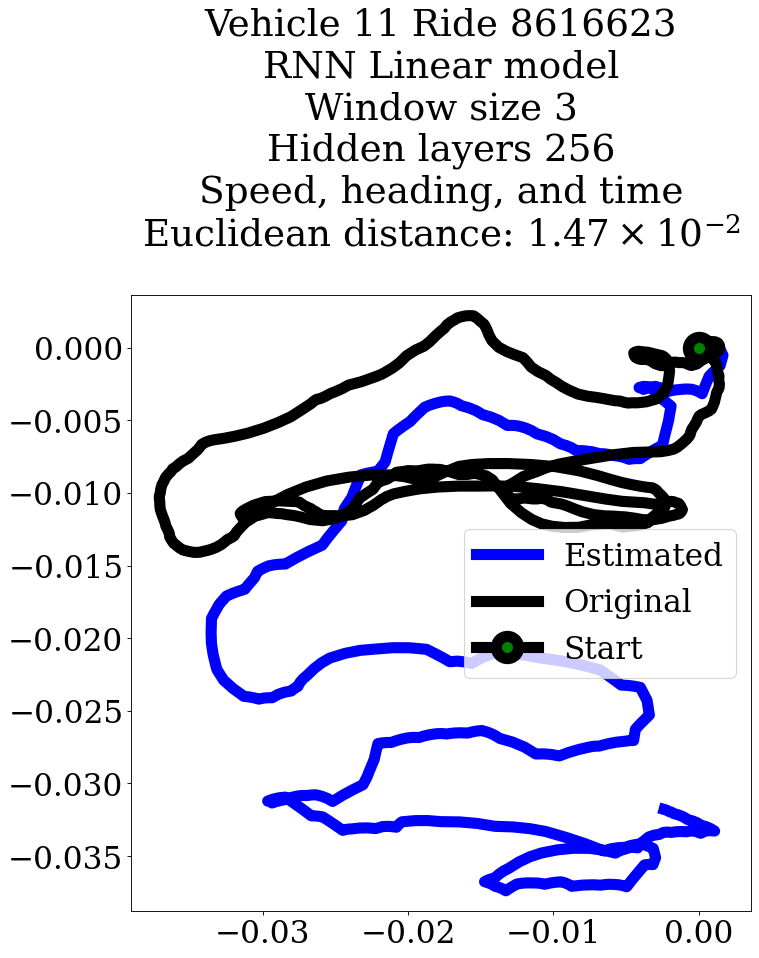 Vehicle 11 Ride 8616623
RNN Linear model
Window size 3
Hidden layers 256
Speed, heading, and time
Euclidean distance: 1.47 × 10⁻²
0.000
−0.005
−0.010
−0.015
−0.020
−0.025
−0.030
−0.035
Estimated
Original
Start
−0.03 −0.02 −0.01 0.00